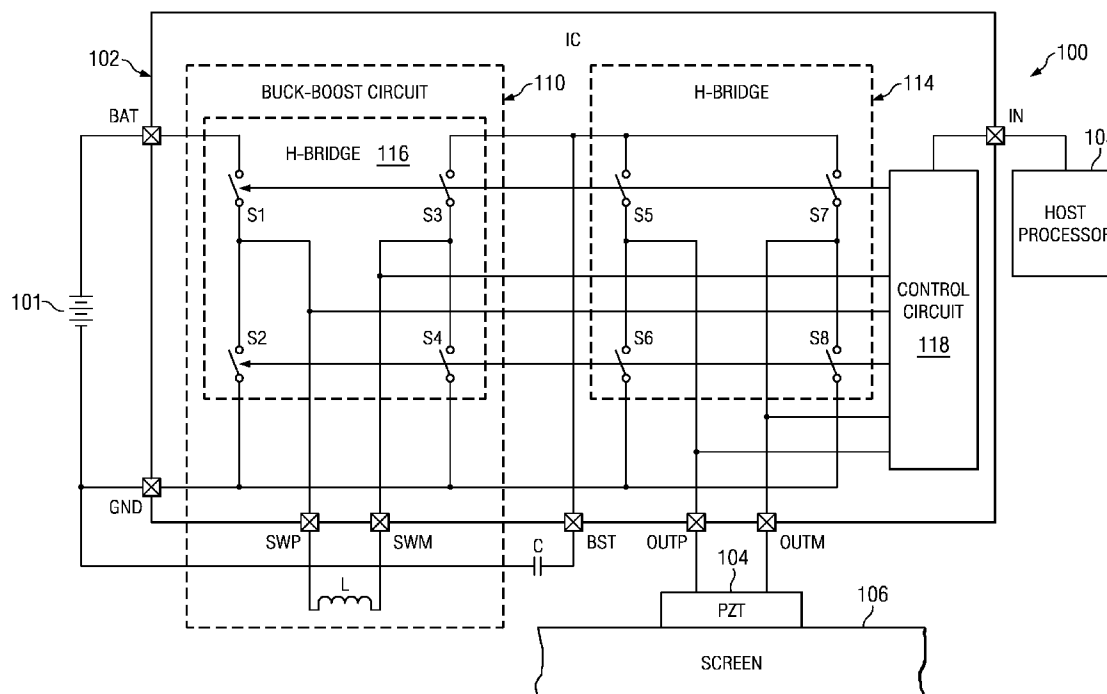 IC
100
102
BUCK-BOOST CIRCUIT
110
H-BRIDGE
114
BAT
IN
H-BRIDGE 116
S1
S3
S5
S7
HOST
PROCESSOR
101
CONTROL
CIRCUIT
118
S2
S4
S6
S8
GND
SWP
SWM
C
BST
OUTP
OUTM
L
104
PZT
106
SCREEN